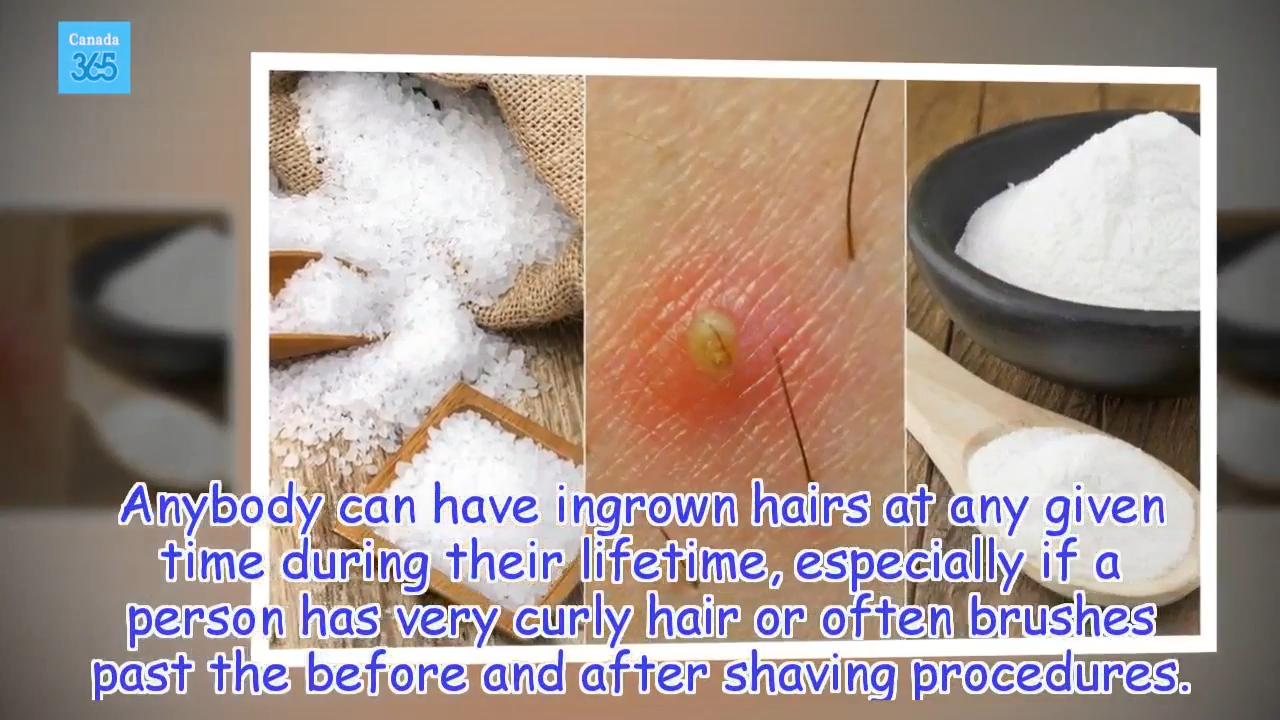 Canada
365
Anybody can have ingrown hairs at any given
time during their lifetime, especially if a
person has very curly hair or often brushes
past the before and after shaving procedures.